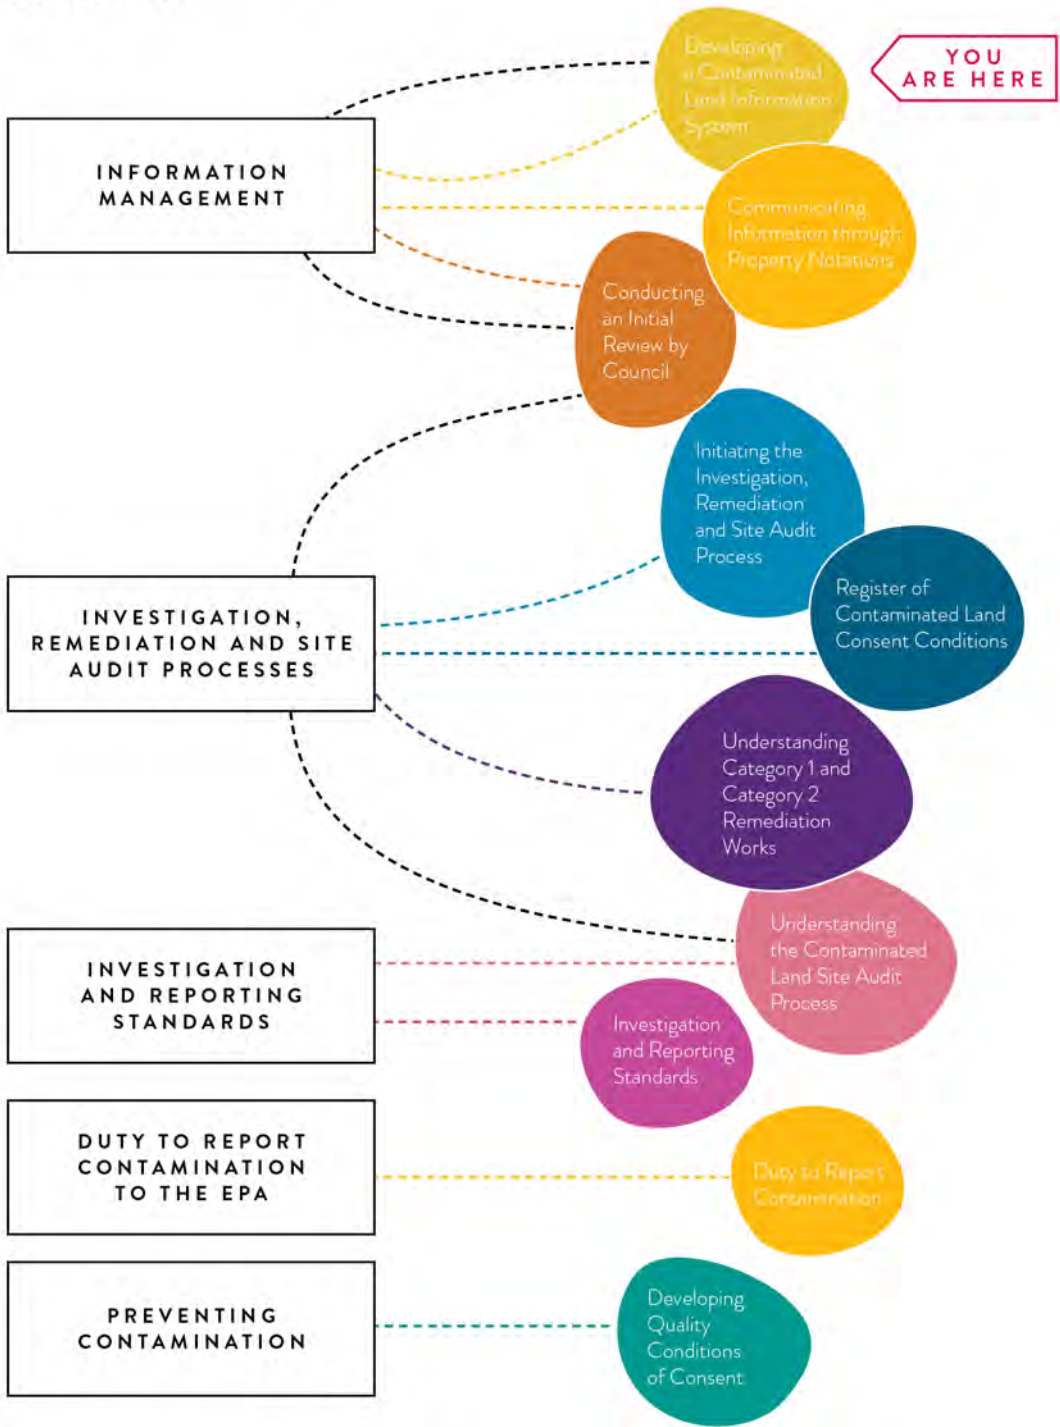 Developing
a Contaminated
Land Information
System
YOU
ARE HERE
INFORMATION
MANAGEMENT
Communicating
Information through
Property Notations
Conducting
an Initial
Review by
Council
Initiating the
Investigation,
Remediation
and Site Audit
Process
Register of
Contaminated Land
Consent Conditions
INVESTIGATION,
REMEDIATION AND SITE
AUDIT PROCESSES
Understanding
Category 1 and
Category 2
Remediation
Works
Understanding
the Contaminated
Land Site Audit
Process
INVESTIGATION
AND REPORTING
STANDARDS
Investigation
and Reporting
Standards
DUTY TO REPORT
CONTAMINATION
TO THE EPA
Duty to Report
Contamination
PREVENTING
CONTAMINATION
Developing
Quality
Conditions
of Consent